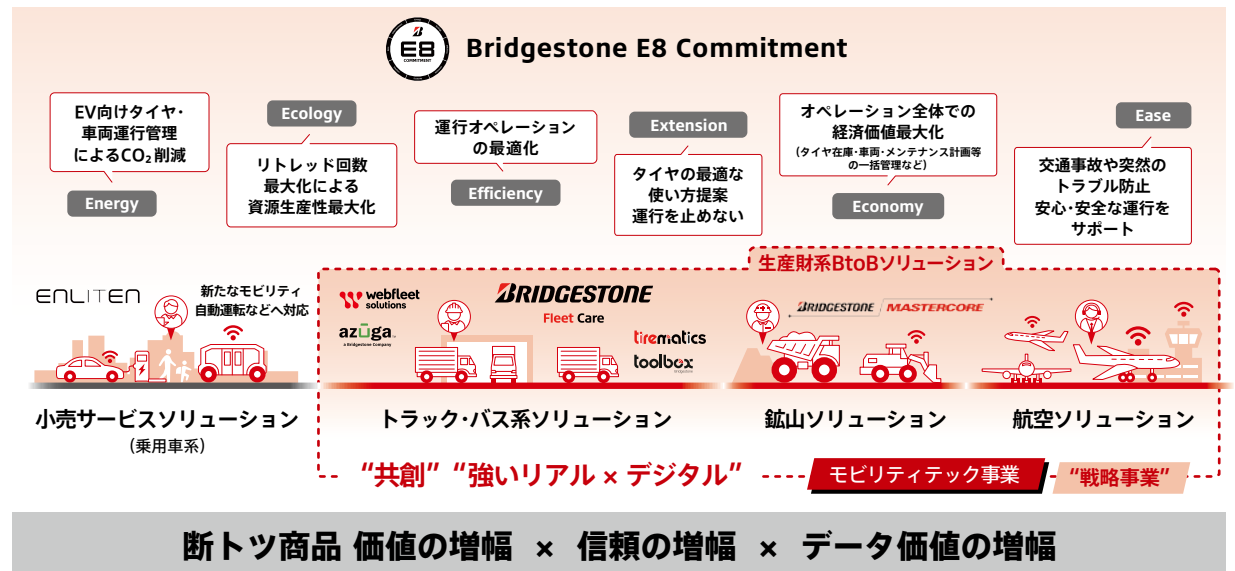 E8
COMMITMENT
Bridgestone E8 Commitment
EV向けタイヤ・
車両運行管理
によるCO₂削減
Energy
Ecology
リトレッド回数
最大化による
資源生産性最大化
運行オペレーション
の最適化
Efficiency
Extension
タイヤの最適な
使い方提案
運行を止めない
オペレーション全体での
経済価値最大化
(タイヤ在庫・車両・メンテナンス計画等
の一括管理など)
Economy
Ease
交通事故や突然の
トラブル防止
安心・安全な運行を
サポート
生産財系BtoBソリューション
ENLITEN
新たなモビリティ
自動運転などへ対応
webfleet
solutions
azuga
a Bridgestone Company
BRIDGESTONE
Fleet Care
tirematics
toolbox
Bridgestone
BRIDGESTONE MASTERCORE
小売サービスソリューション
(乗用車系)
トラック・バス系ソリューション
鉱山ソリューション
航空ソリューション
“共創” “強いリアル × デジタル”
モビリティテック事業
“戦略事業”
断トツ商品 価値の増幅 × 信頼の増幅 × データ価値の増幅